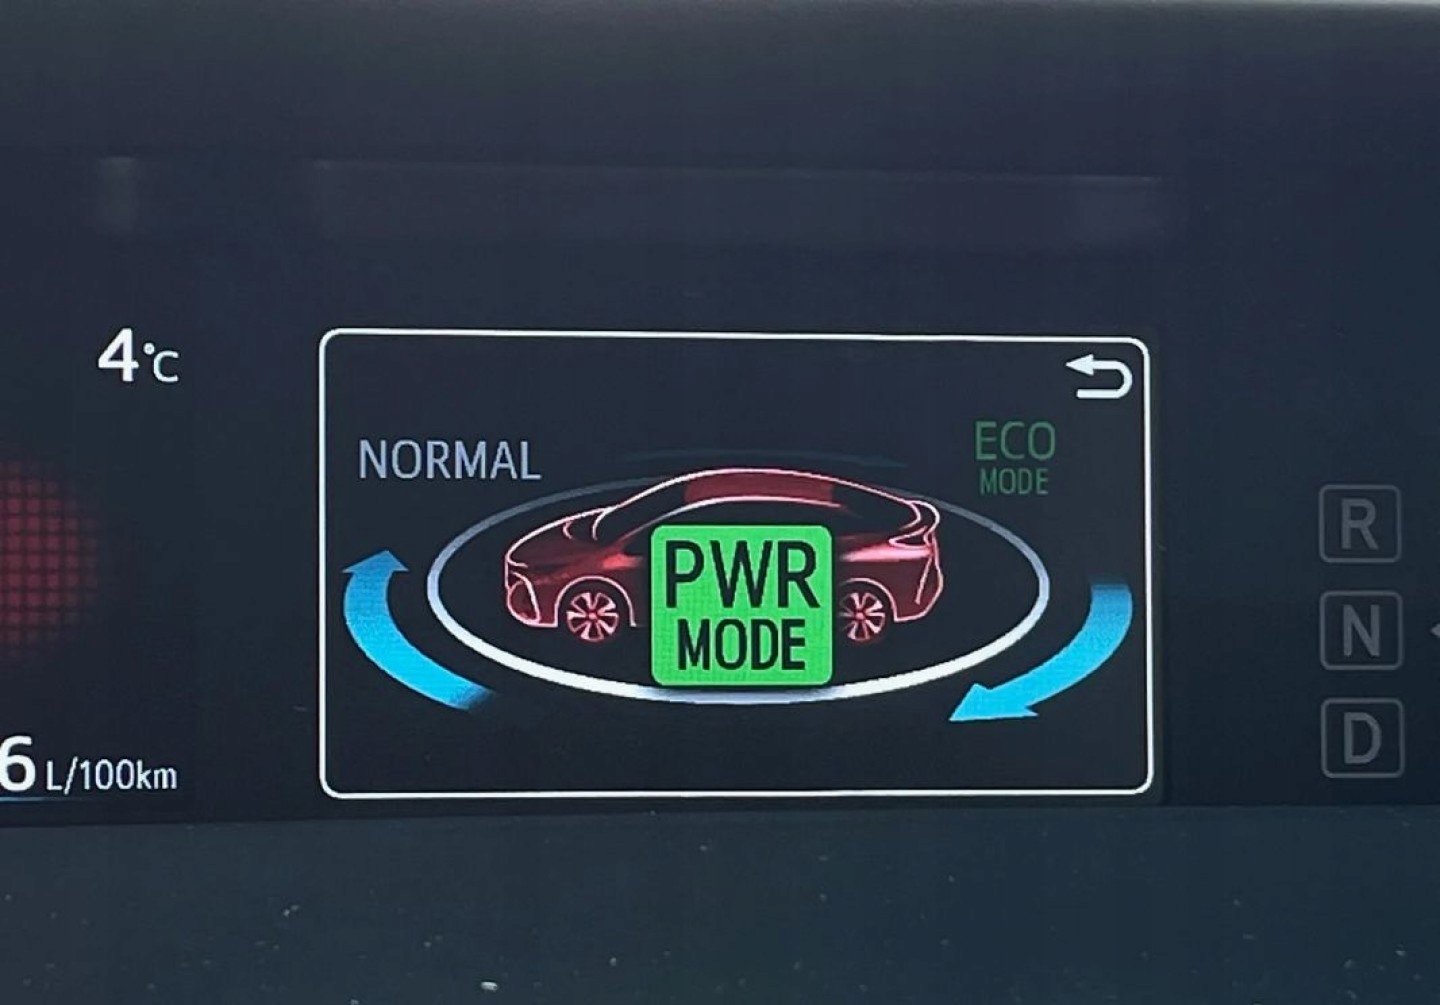 4°C
NORMAL
ECO
MODE
PWR
MODE
R
N
D
6 L/100km